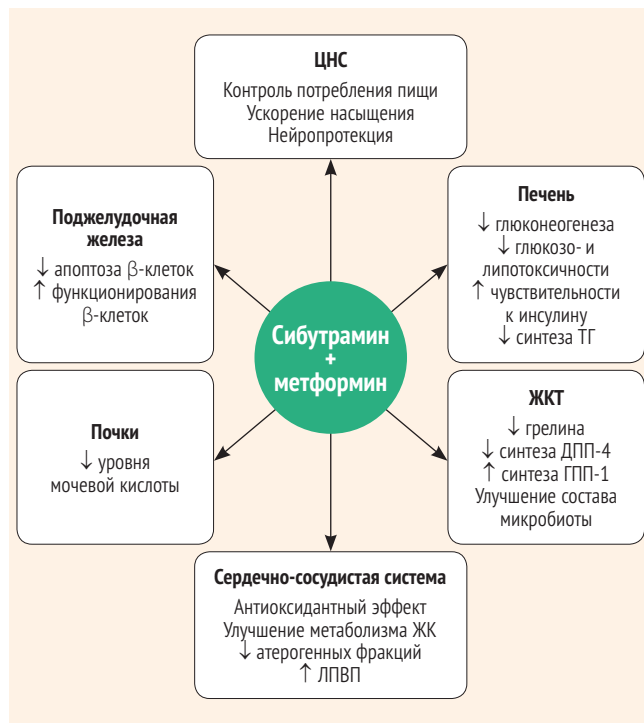 ЦНС
Контроль потребления пищи
Ускорение насыщения
Нейропротекция
Поджелудочная
железа
↓ апоптоза β-клеток
↑ функционирования
β-клеток
Печень
↓ глюконеогенеза
↓ глюкозо- и
липотоксичности
↑ чувствительности
к инсулину
↓ синтеза ТГ
Сибутрамин
+
метформин
Почки
↓ уровня
мочевой кислоты
ЖКТ
↓ грелина
↓ синтеза ДПП-4
↑ синтеза ГПП-1
Улучшение состава
микробиоты
Сердечно-сосудистая система
Антиоксидантный эффект
Улучшение метаболизма ЖК
↓ атерогенных фракций
↑ ЛПВП